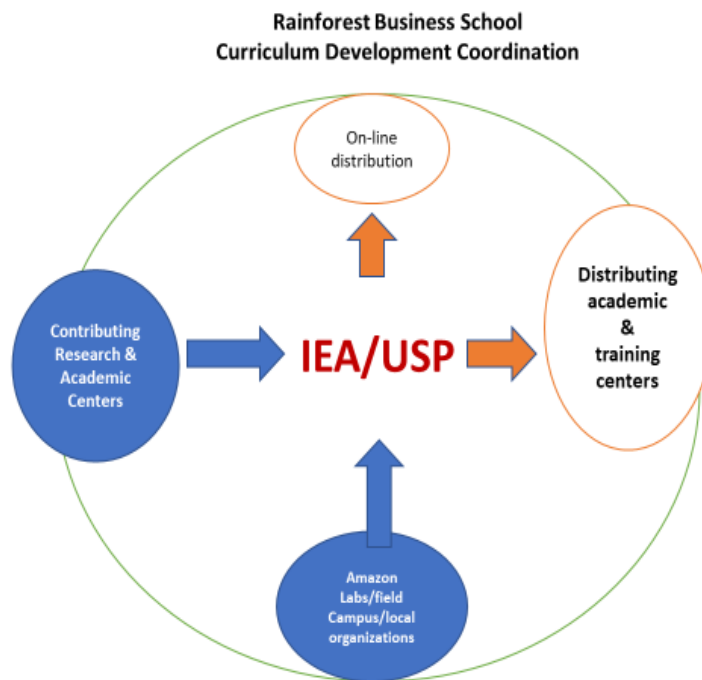 Rainforest Business School
Curriculum Development Coordination
On-line
distribution
Contributing
Research &
Academic
Centers
IEA/USP
Distributing
academic
&
training
centers
Amazon
Labs/field
Campus/local
organizations